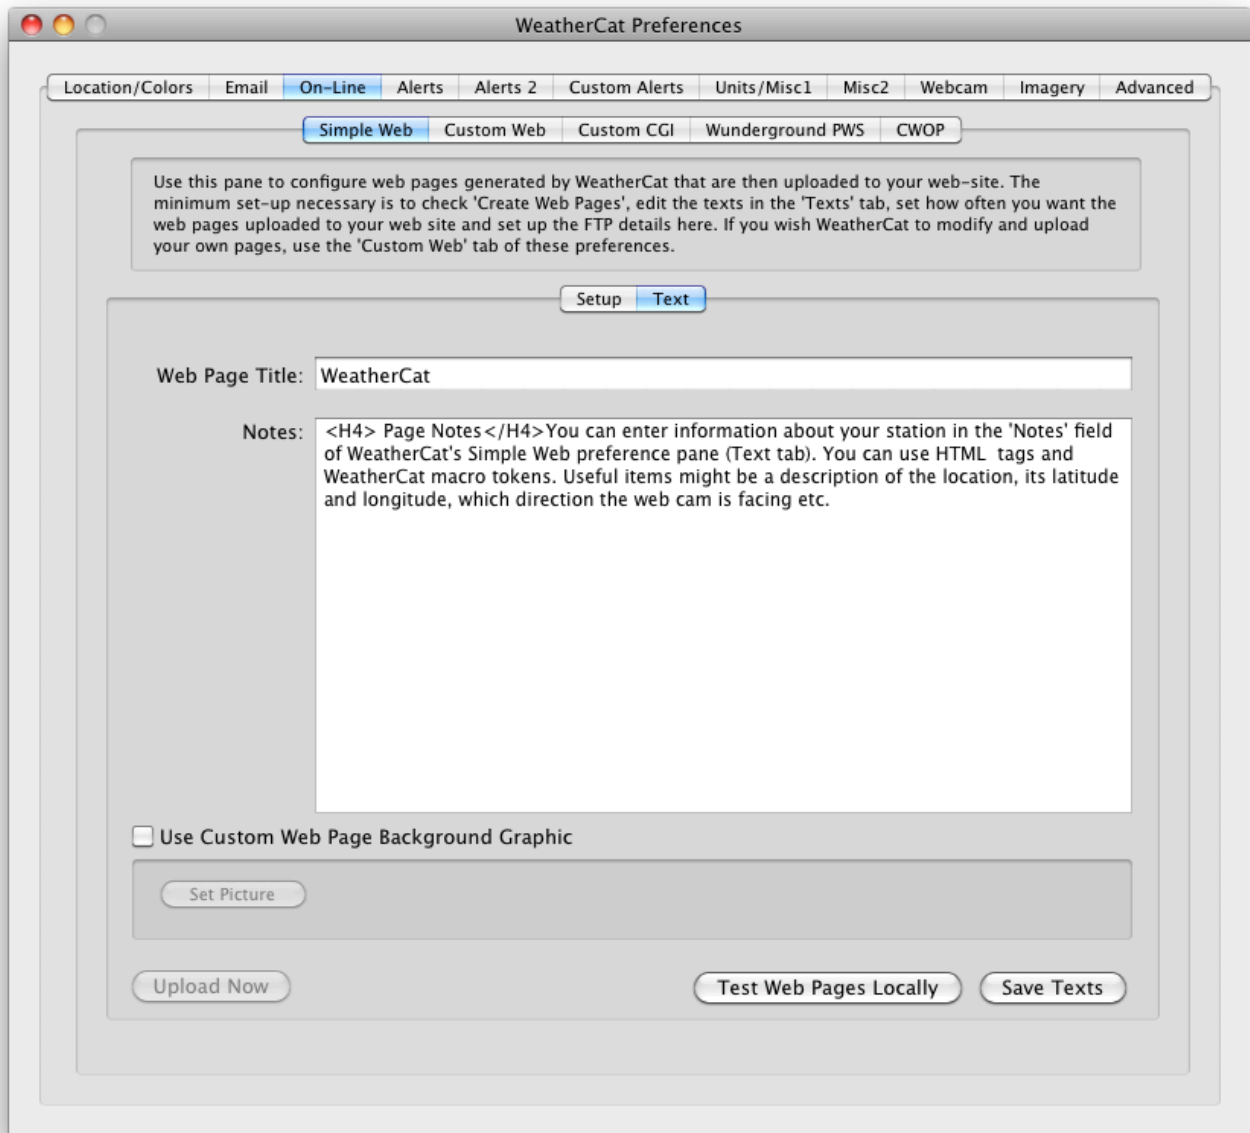 WeatherCat Preferences
Location/Colors Email On-Line Alerts Alerts 2 Custom Alerts Units/Misc1 Misc2 Webcam Imagery Advanced
Simple Web Custom Web Custom CGI Wunderground PWS CWOP
Use this pane to configure web pages generated by WeatherCat that are then uploaded to your web-site. The
minimum set-up necessary is to check 'Create Web Pages', edit the texts in the 'Texts' tab, set how often you want the
web pages uploaded to your web site and set up the FTP details here. If you wish WeatherCat to modify and upload
your own pages, use the 'Custom Web' tab of these preferences.
Setup Text
Web Page Title: WeatherCat
Notes: <H4> Page Notes</H4>You can enter information about your station in the 'Notes' field
of WeatherCat's Simple Web preference pane (Text tab). You can use HTML  tags and
WeatherCat macro tokens. Useful items might be a description of the location, its latitude
and longitude, which direction the web cam is facing etc.
Use Custom Web Page Background Graphic
Set Picture
Upload Now Test Web Pages Locally Save Texts